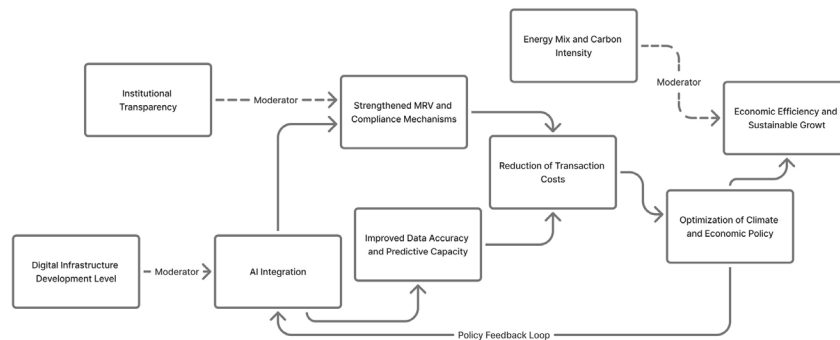 Energy Mix and Carbon
Intensity
Moderator
Institutional
Transparency
Moderator
Strengthened MRV and
Compliance Mechanisms
Economic Efficiency and
Sustainable Growt
Reduction of Transaction
Costs
Optimization of Climate
and Economic Policy
Improved Data Accuracy
and Predictive Capacity
Digital Infrastructure
Development Level
Moderator
AI Integration
Policy Feedback Loop